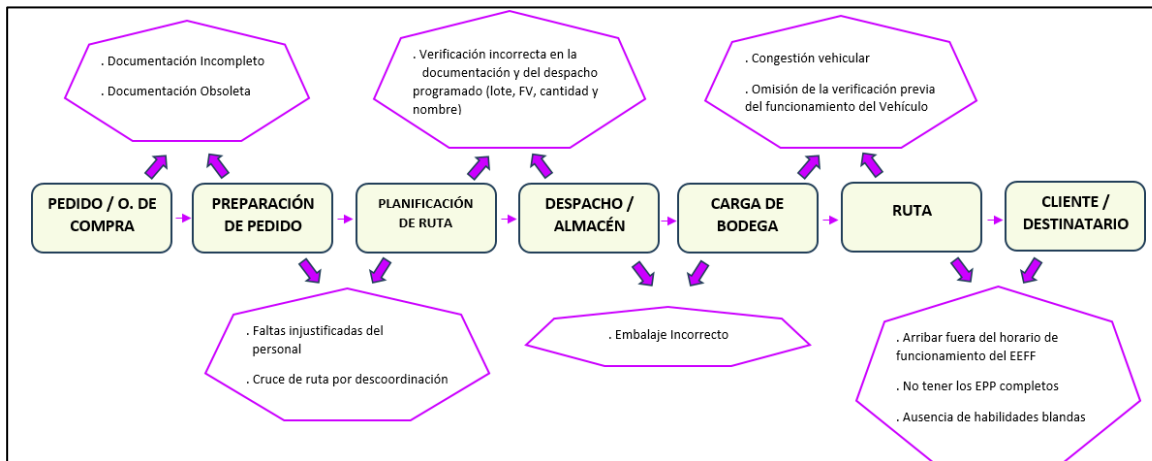 . Documentación Incompleto
. Documentación Obsoleta
. Verificación incorrecta en la
documentación y del despacho
programado (lote, FV, cantidad y
nombre)
. Congestión vehicular
. Omisión de la verificación previa
del funcionamiento del Vehículo
PEDIDO / O. DE
COMPRA
PREPARACIÓN
DE PEDIDO
PLANIFICACIÓN
DE RUTA
DESPACHO /
ALMACÉN
CARGA DE
BODEGA
RUTA
CLIENTE /
DESTINATARIO
. Faltas injustificadas del
personal
. Cruce de ruta por descoordinación
. Embalaje Incorrecto
. Arribar fuera del horario de
funcionamiento del EEFF
. No tener los EPP completos
. Ausencia de habilidades blandas